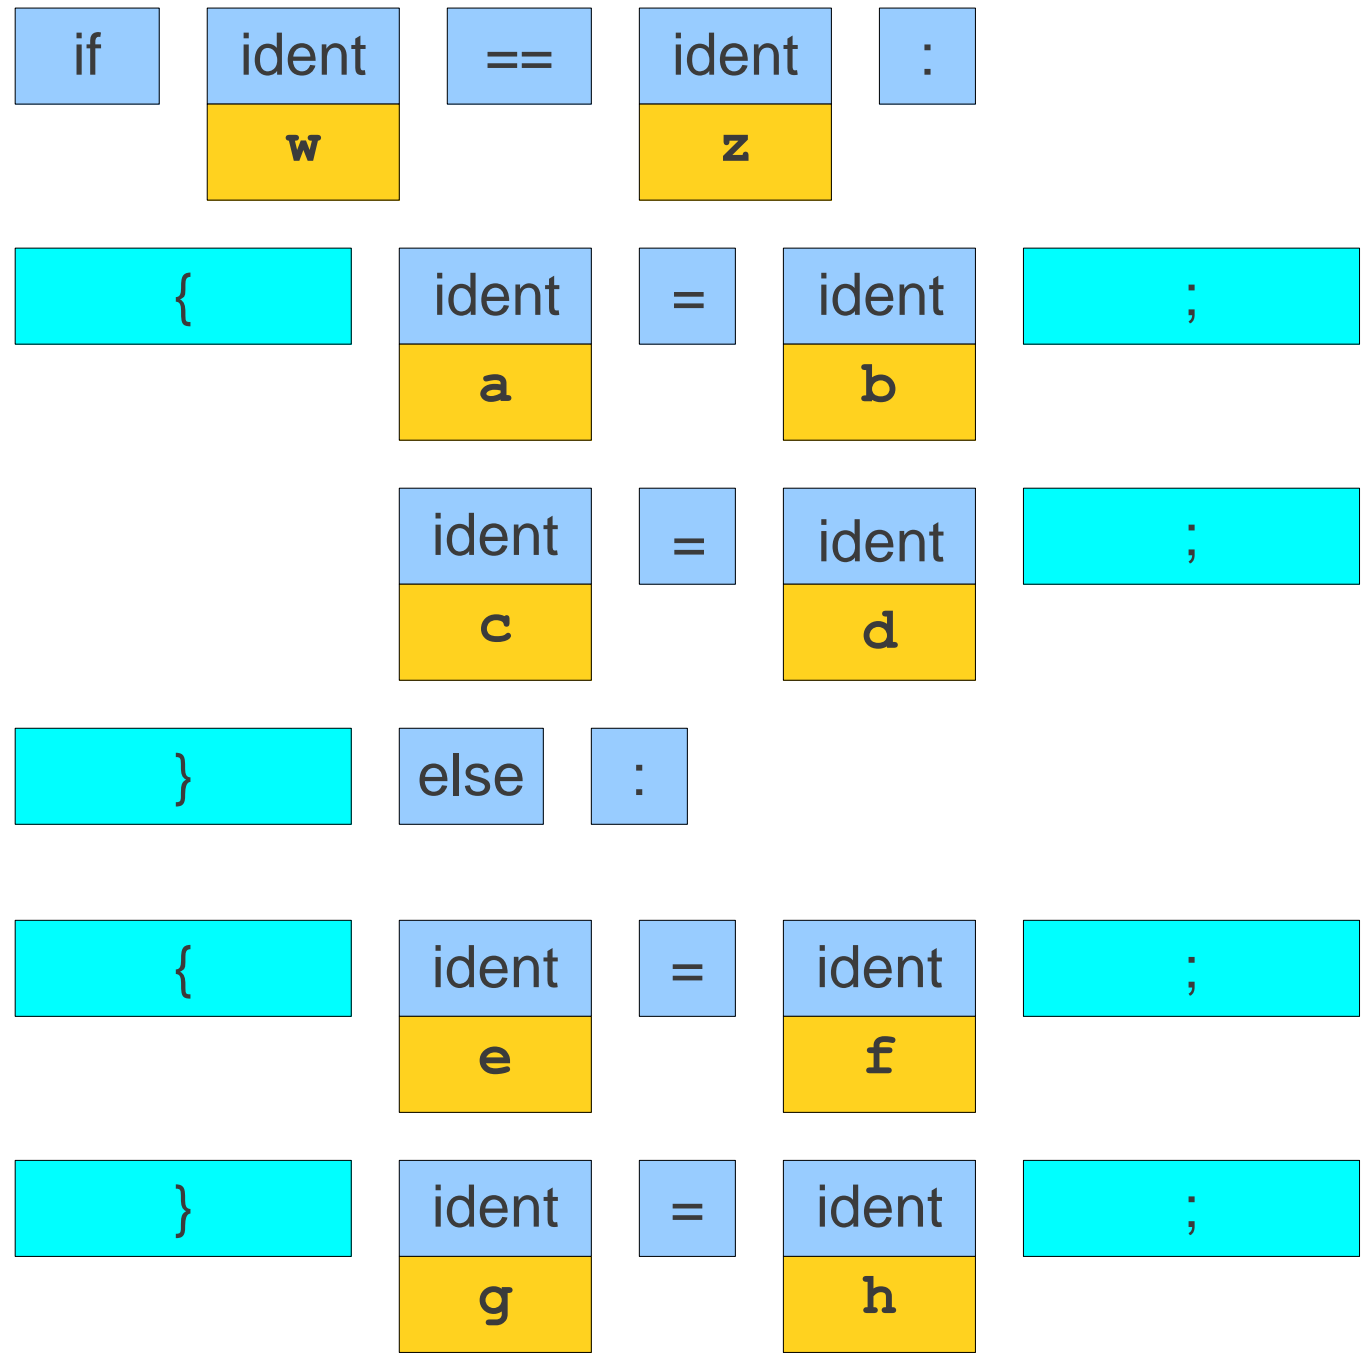 if ident == ident :
w z
{ ident = ident ;
a b
ident = ident ;
c d
} else :
{ ident = ident ;
e f
} ident = ident ;
g h